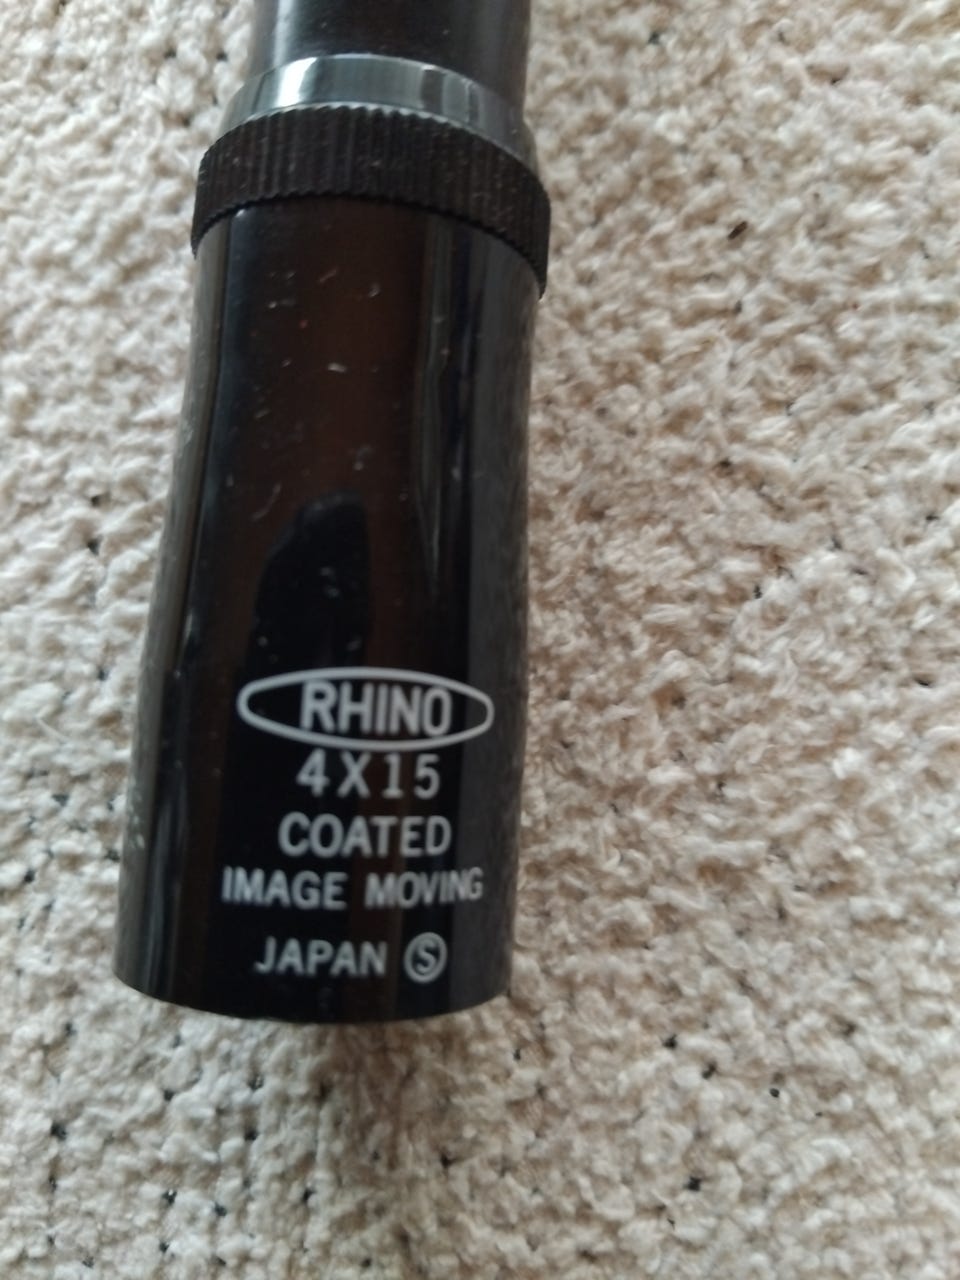 RHINO
4X15
COATED
IMAGE MOVING
JAPAN Ⓢ